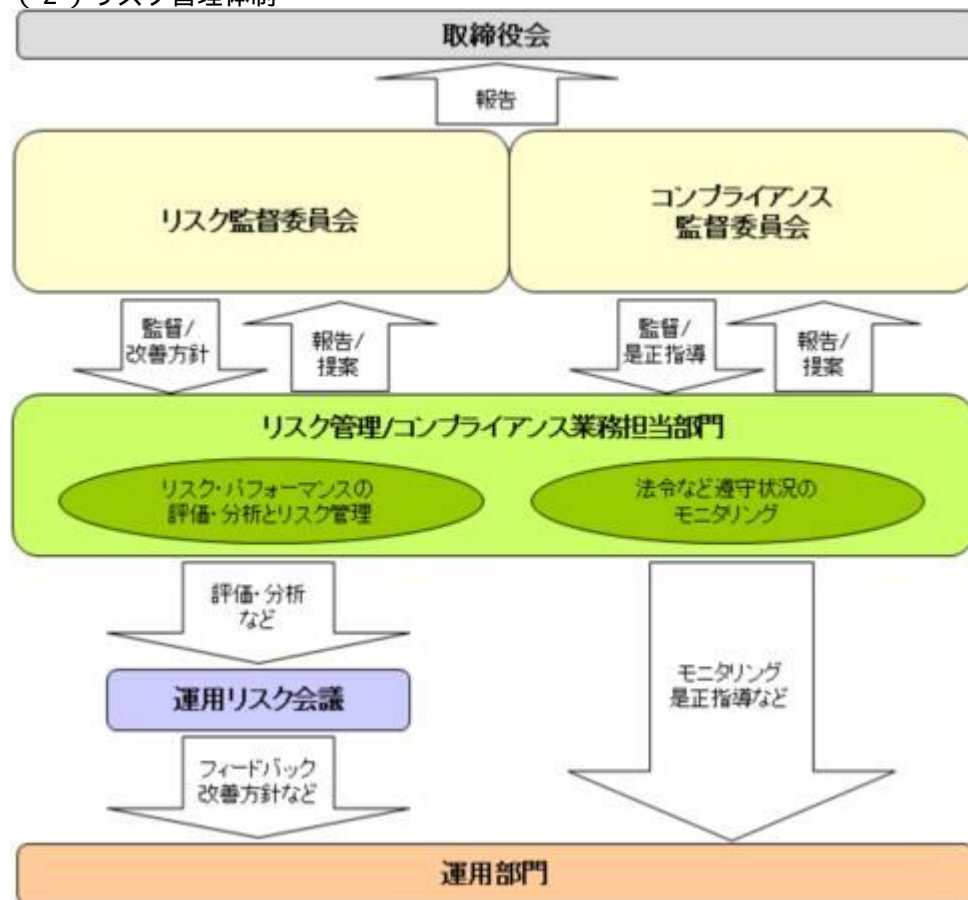 (2)リスク管理体制
取締役会
報告
リスク監督委員会
コンプライアンス
監督委員会
監督/
改善方針
報告/
提案
監督/
是正指導
報告/
提案
リスク管理/コンプライアンス業務担当部門
リスク・パフォーマンスの
評価・分析とリスク管理
法令など遵守状況の
モニタリング
評価・分析
など
運用リスク会議
モニタリング
是正指導など
フィードバック
改善方針など
運用部門